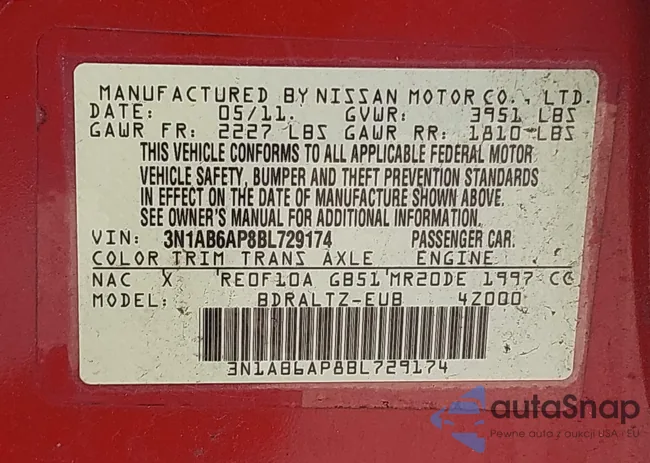 MANUFACTURED BY NISSAN MOTOR CO., LTD.
DATE: 05/11. GVWR: 3951 LBS
GAWR FR: 2227 LBS GAWR RR: 1810 LBS
THIS VEHICLE CONFORMS TO ALL APPLICABLE FEDERAL MOTOR
VEHICLE SAFETY, BUMPER AND THEFT PREVENTION STANDARDS
IN EFFECT ON THE DATE OF MANUFACTURE SHOWN ABOVE.
SEE OWNER'S MANUAL FOR ADDITIONAL INFORMATION.
VIN: 3N1AB6AP8BL729174 PASSENGER CAR.
COLOR TRIM TRANS AXLE ENGINE
NAC X RE0F10A GB51 MR20DE 1997 CC
MODEL: BDRALTZ-EUB 4Z000
3N1AB6AP8BL729174
autaSnap
Pewne auta z aukcji USA i EU